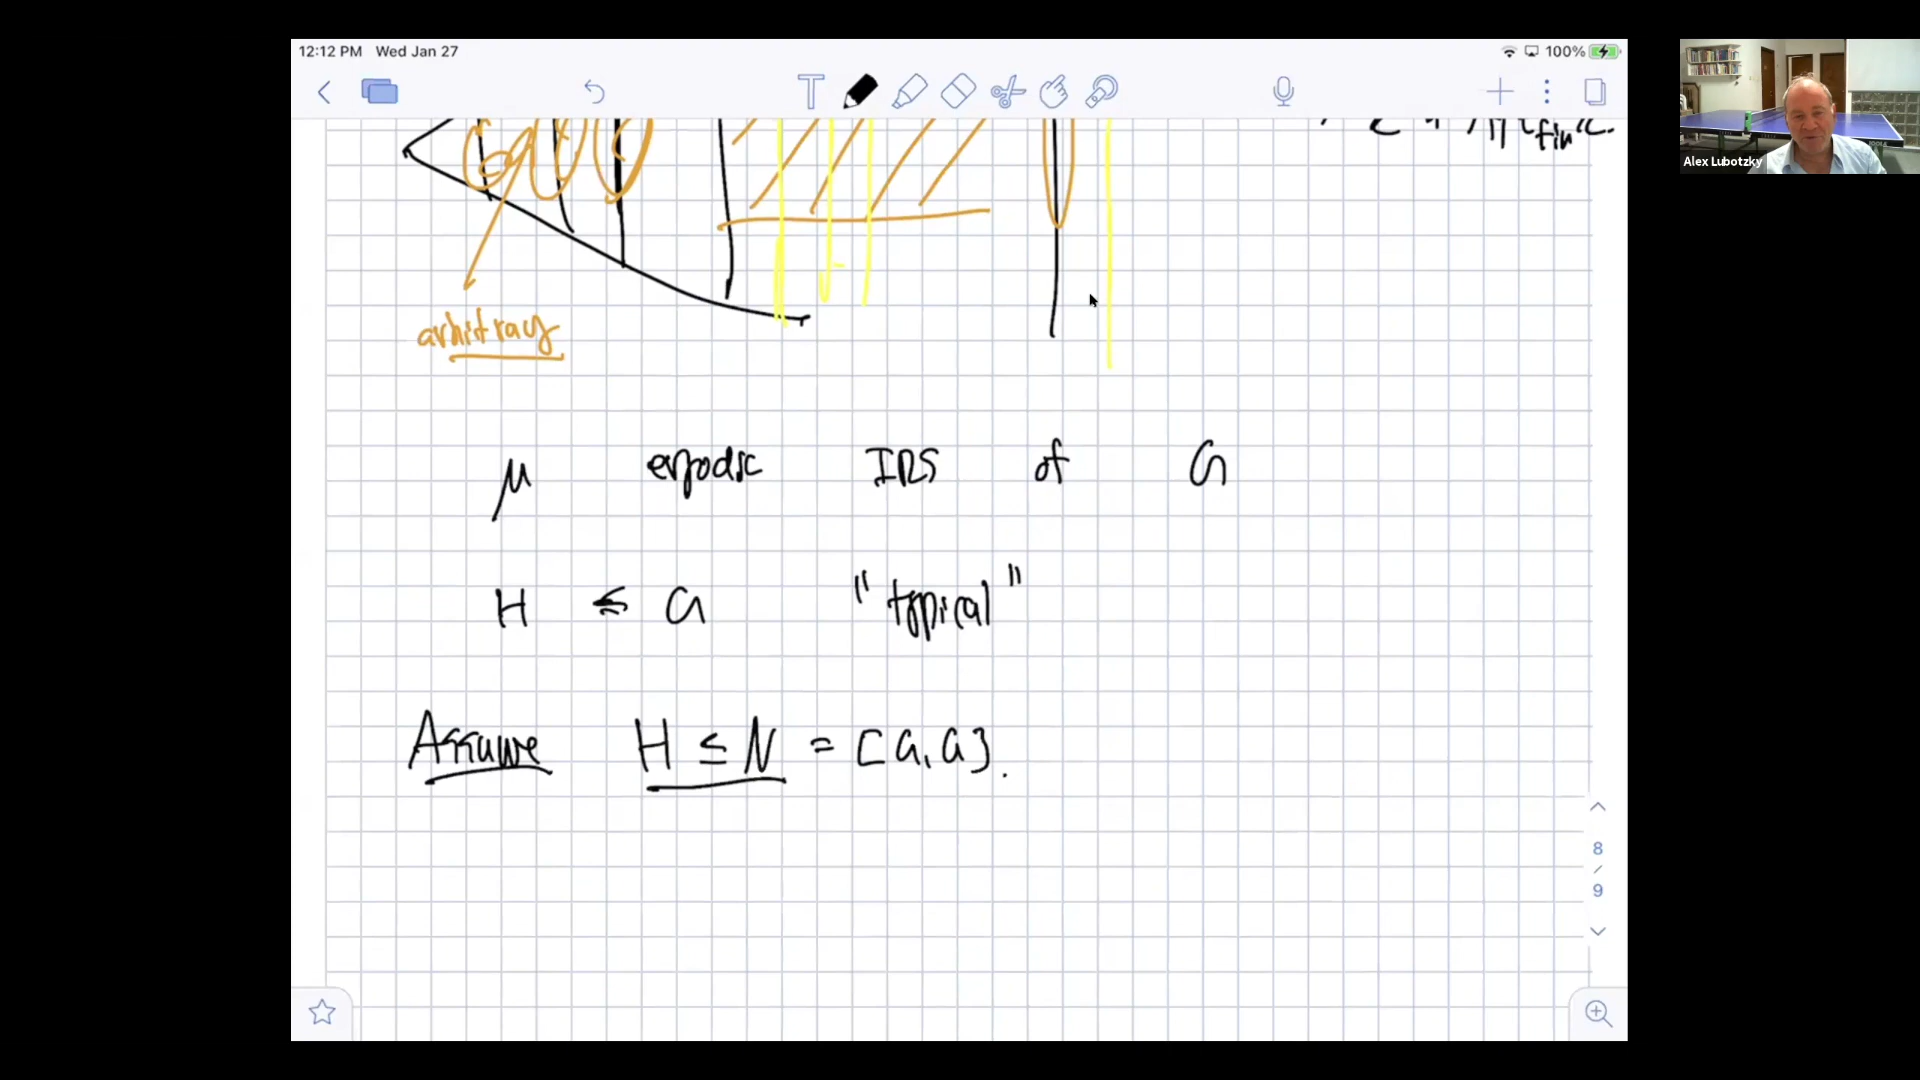 12:12 PM Wed Jan 27
100%
T
Alex Lubotzky
arbitrary
μ ergodic IRS of G
H ≤ G "typical"
Assume H ≤ N = [G, G].
8
9